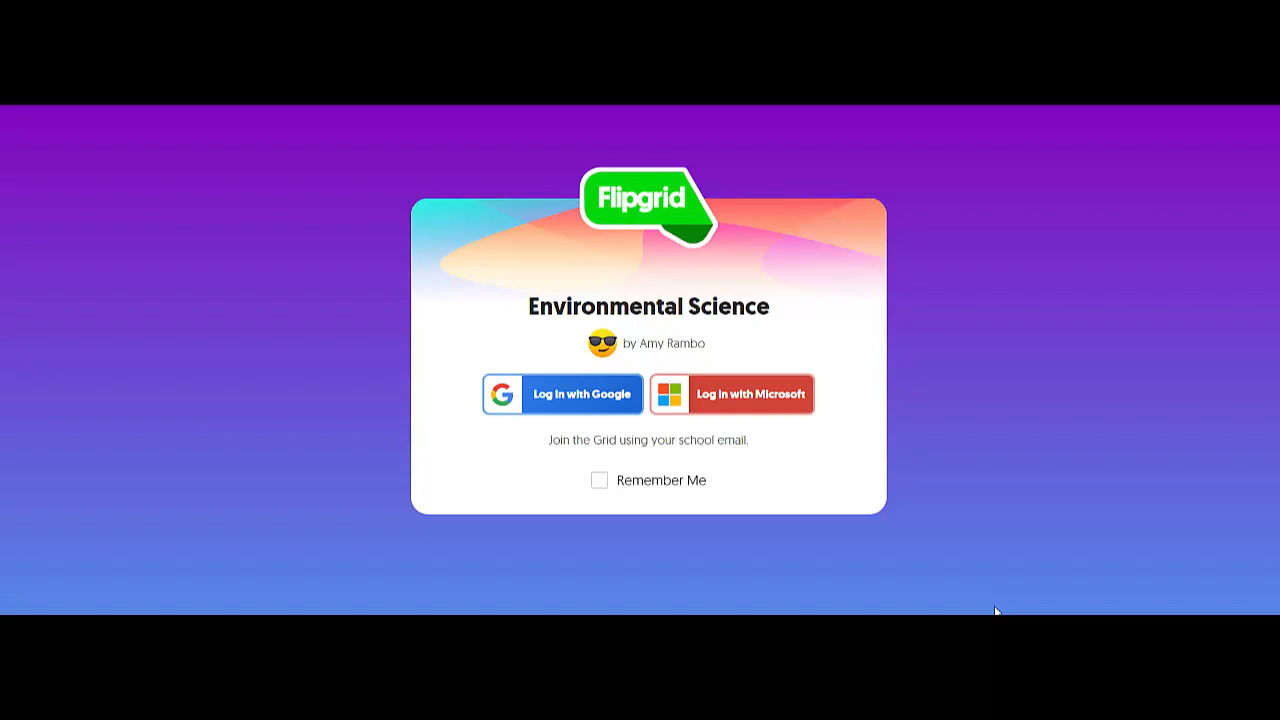 Flipgrid
Environmental Science
by Amy Rambo
Log in with Google
Log in with Microsoft
Join the Grid using your school email.
Remember Me